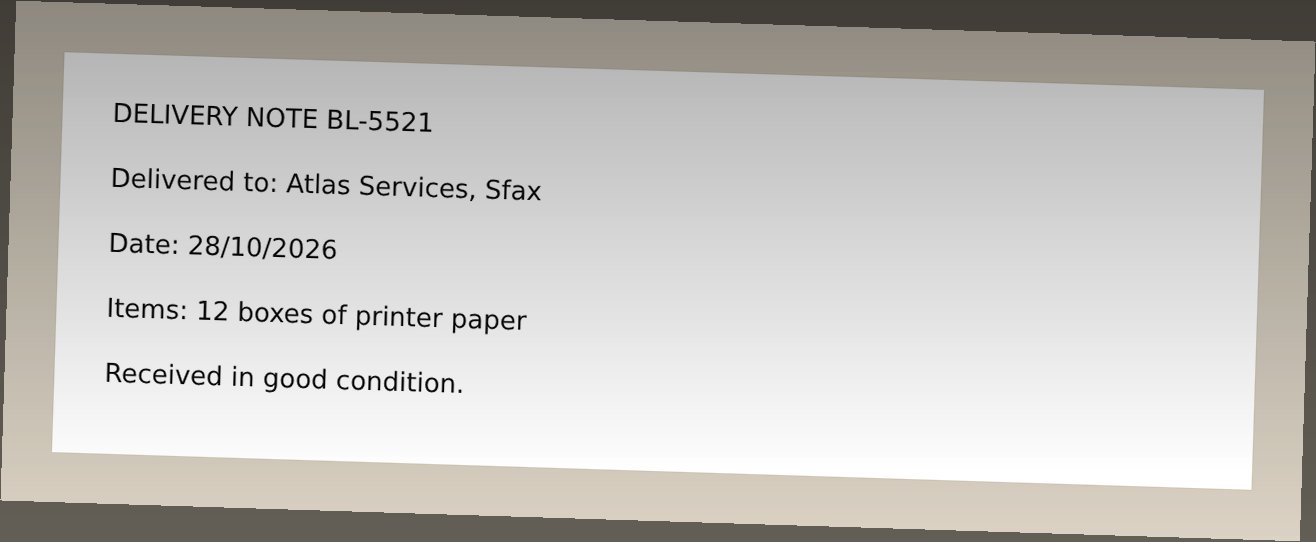 DELIVERY NOTE BL-5521
Delivered to: Atlas Services, Sfax
Date: 28/10/2026
Items: 12 boxes of printer paper
Received in good condition.